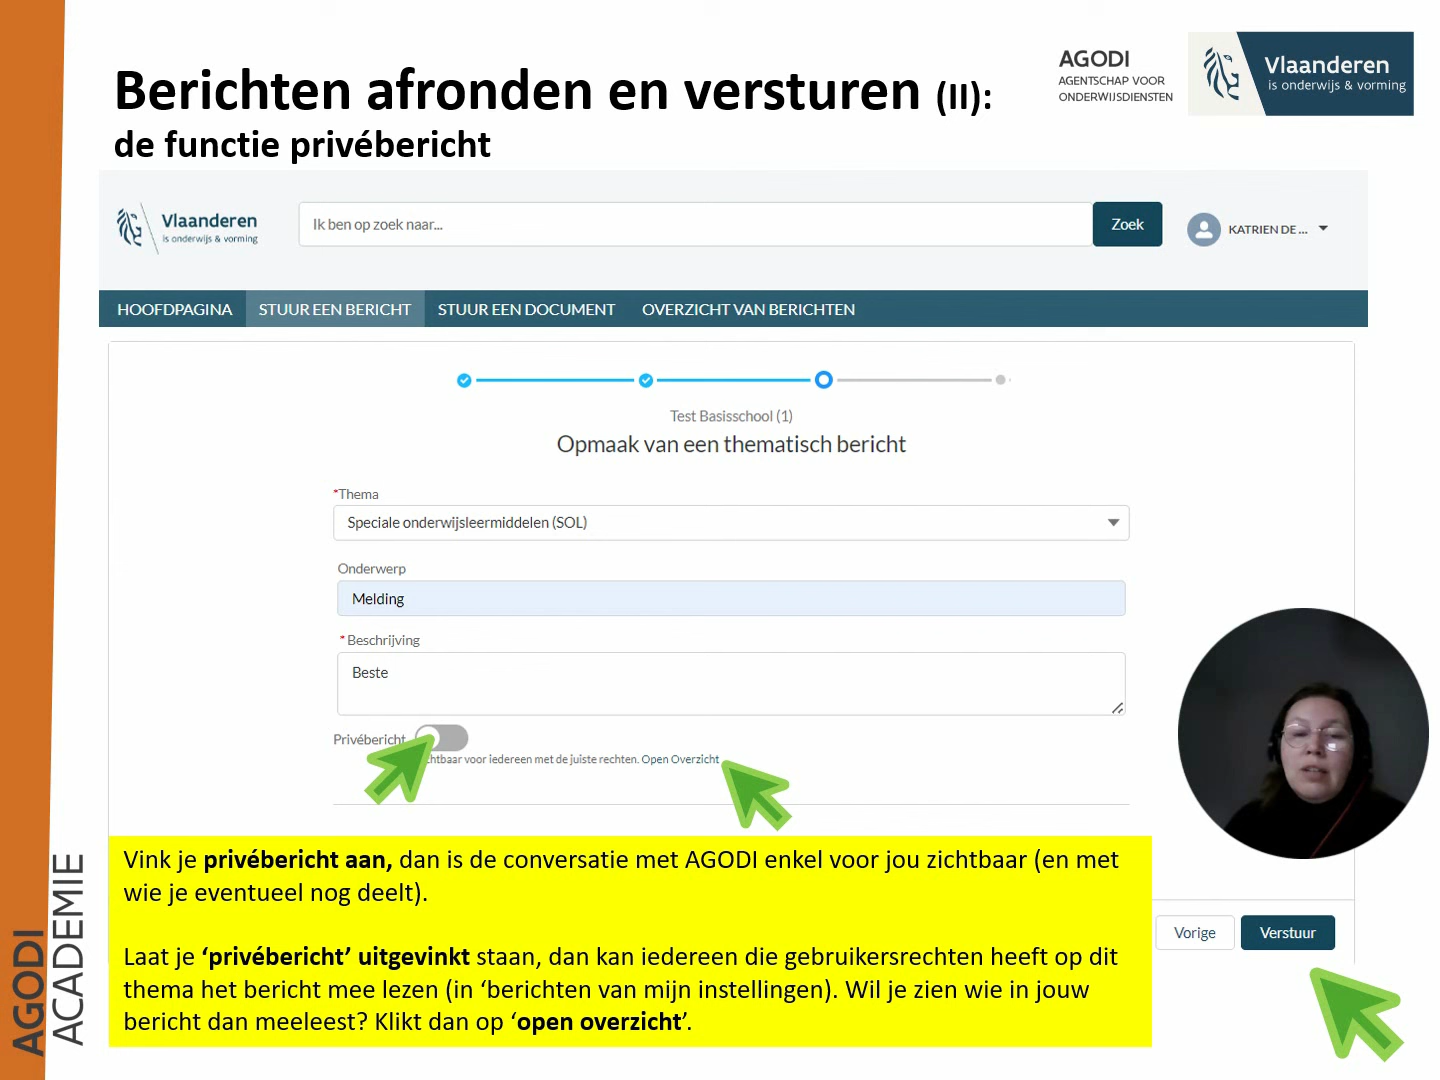 Berichten afronden en versturen (II):
de functie privébericht
AGODI
AGENTSCHAP VOOR
ONDERWIJSDIENSTEN
Vlaanderen
is onderwijs & vorming
Vlaanderen
is onderwijs & vorming
Ik ben op zoek naar...
Zoek
KATRIEN DE ...
HOOFDPAGINA STUUR EEN BERICHT STUUR EEN DOCUMENT OVERZICHT VAN BERICHTEN
Test Basisschool (1)
Opmaak van een thematisch bericht
*Thema
Speciale onderwijsleermiddelen (SOL)
Onderwerp
Melding
* Beschrijving
Beste
Privébericht
voor iedereen met de juiste rechten. Open Overzicht
Vink je privébericht aan, dan is de conversatie met AGODI enkel voor jou zichtbaar (en met
wie je eventueel nog deelt).
Laat je ‘privébericht’ uitgevinkt staan, dan kan iedereen die gebruikersrechten heeft op dit
thema het bericht mee lezen (in ‘berichten van mijn instellingen). Wil je zien wie in jouw
bericht dan meeleest? Klikt dan op ‘open overzicht’.
Vorige
Verstuur
AGODI
ACADEMIE